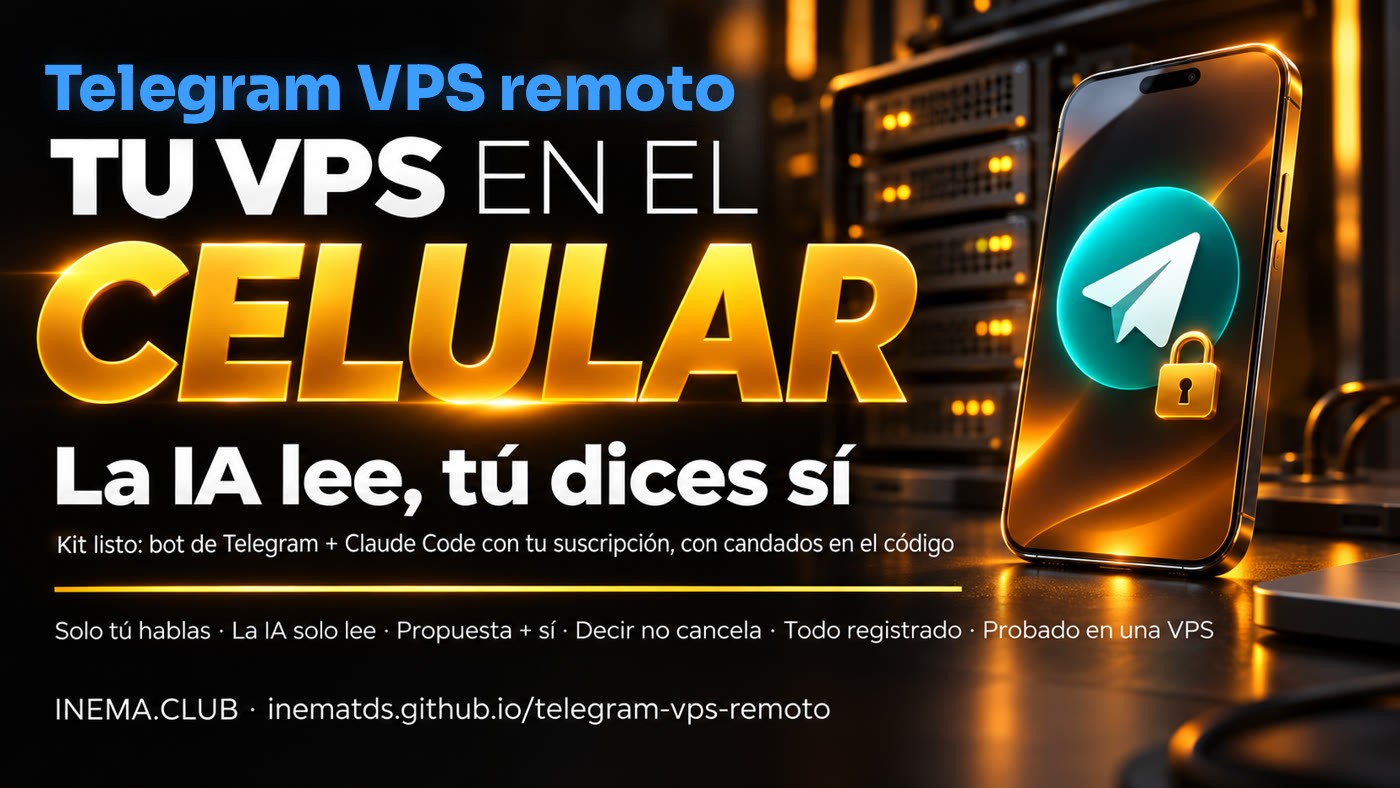 Telegram VPS remoto
TU VPS EN EL
CELULAR
La IA lee, tú dices sí
Kit listo: bot de Telegram + Claude Code con tu suscripción, con candados en el código
Solo tú hablas · La IA solo lee · Propuesta + sí · Decir no cancela · Todo registrado · Probado en una VPS
INEMA.CLUB · inematds.github.io/telegram-vps-remoto